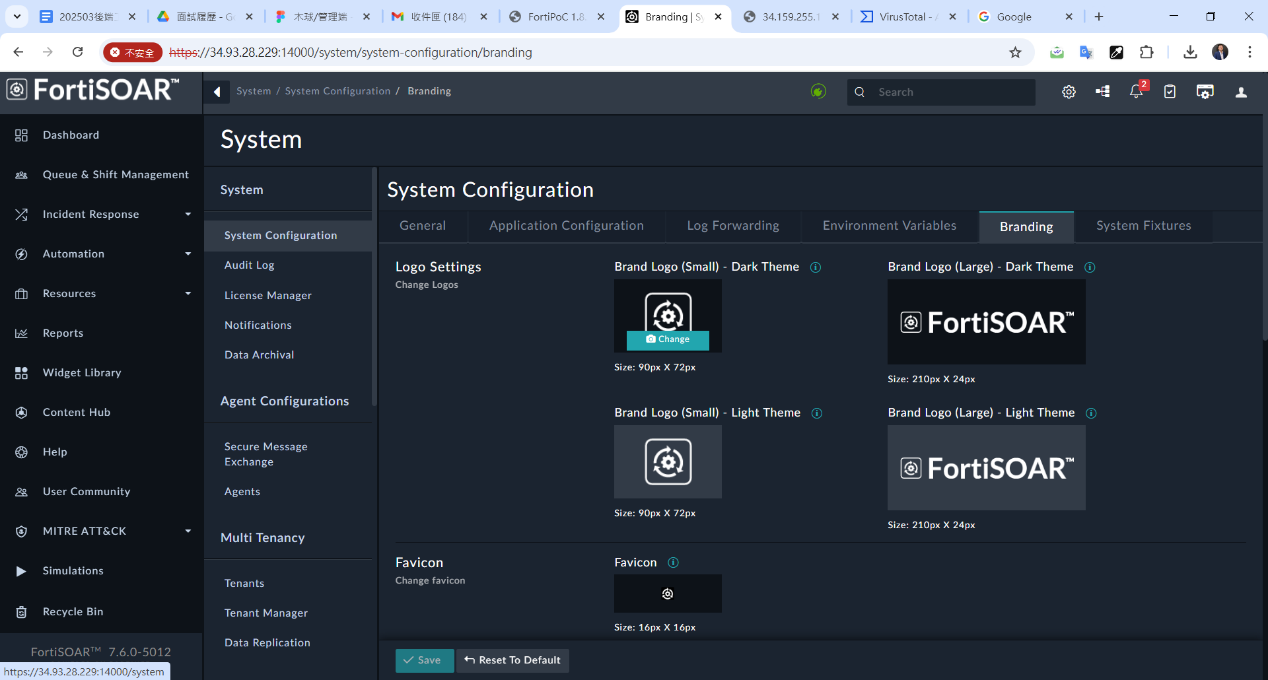 202503後端工
面試履歷 - G
木球/管理端
收件匣 (184)
FortiPoC 1.8.
Branding | Sy
34.159.255.1
VirusTotal - A
Google
不安全
https://34.93.28.229:14000/system/system-configuration/branding
FortiSOAR™
System / System Configuration / Branding
Search
2
Dashboard
Queue & Shift Management
Incident Response
Automation
Resources
Reports
Widget Library
Content Hub
Help
User Community
MITRE ATT&CK
Simulations
Recycle Bin
FortiSOAR™ 7.6.0-5012
https://34.93.28.229:14000/system
System
System
System Configuration
Audit Log
License Manager
Notifications
Data Archival
Agent Configurations
Secure Message
Exchange
Agents
Multi Tenancy
Tenants
Tenant Manager
Data Replication
System Configuration
General
Application Configuration
Log Forwarding
Environment Variables
Branding
System Fixtures
Logo Settings
Change Logos
Brand Logo (Small) - Dark Theme
Change
Size: 90px X 72px
Brand Logo (Large) - Dark Theme
FortiSOAR™
Size: 210px X 24px
Brand Logo (Small) - Light Theme
Size: 90px X 72px
Brand Logo (Large) - Light Theme
FortiSOAR™
Size: 210px X 24px
Favicon
Change favicon
Favicon
Size: 16px X 16px
Save
Reset To Default